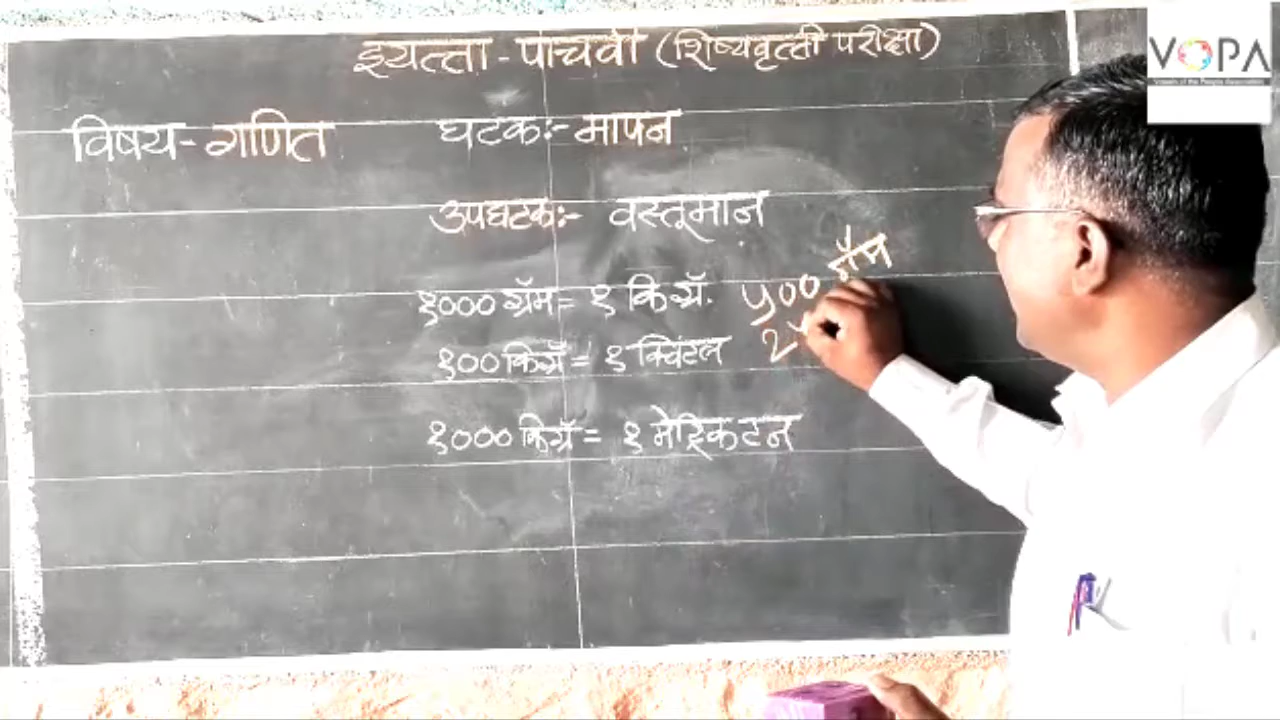 इयत्ता - पाचवी (शिष्यवृत्ती परीक्षा)
विषय - गणित घटकः- मापन
उपघटकः- वस्तूमान
१००० ग्रॅम = १ कि.ग्रॅ. ५०० ग्रॅम
१०० किग्रॅ = १ क्विंटल २
१००० किग्रॅ = १ मेट्रिकटन
VOPA